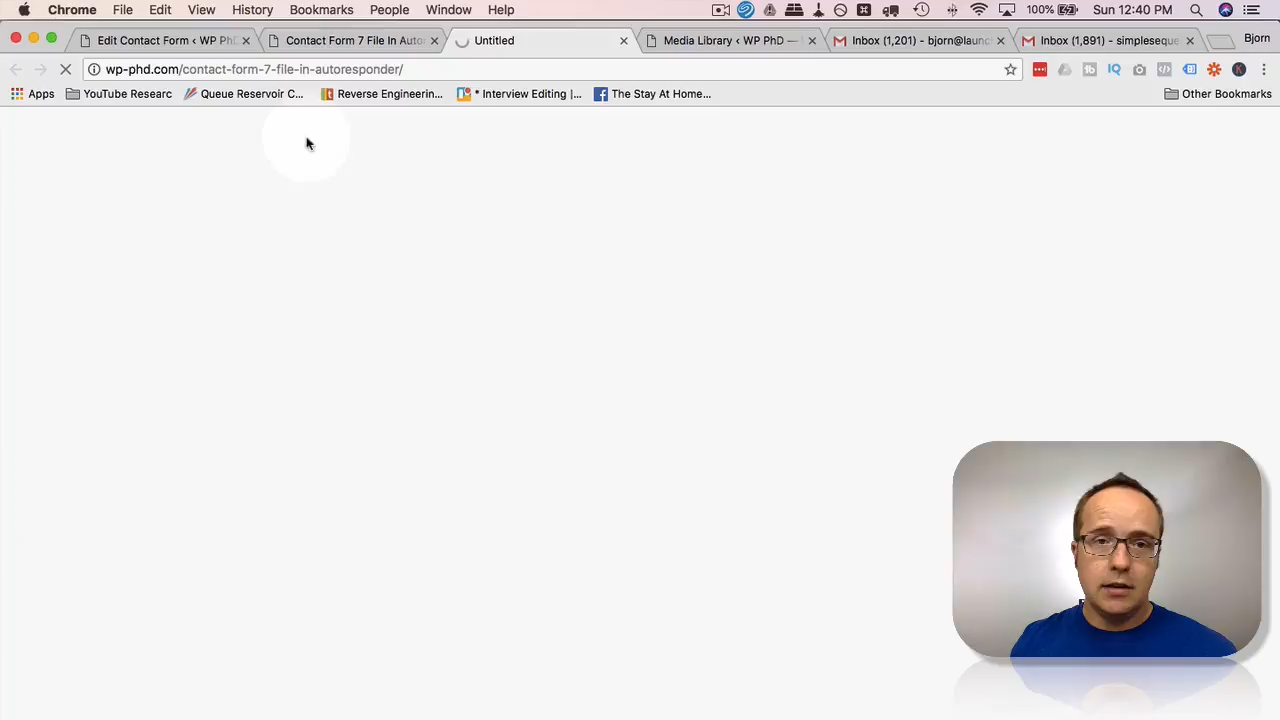 Chrome File Edit View History Bookmarks People Window Help 100% Sun 12:40 PM
Edit Contact Form ‹ WP PhD Contact Form 7 File In Autor Untitled Media Library ‹ WP PhD — Inbox (1,201) - bjorn@launc Inbox (1,891) - simpleseque Bjorn
wp-phd.com/contact-form-7-file-in-autoresponder/
Apps YouTube Researc Queue Reservoir C... Reverse Engineerin... * Interview Editing |... The Stay At Home... Other Bookmarks